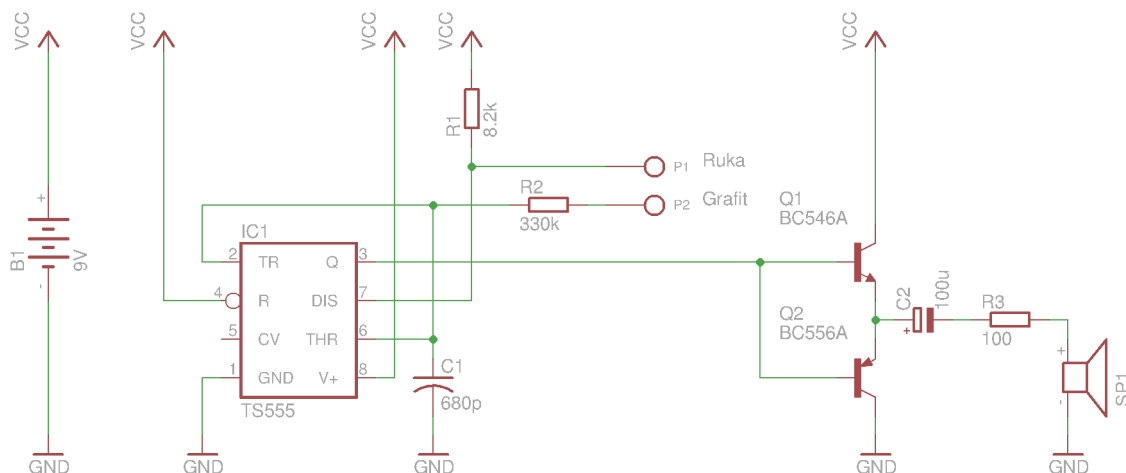 VCC
VCC
VCC
VCC
VCC
R1
8.2k
P1 Ruka
R2
330k
P2 Grafit
Q1
BC546A
+
B1
9V
-
IC1
2 TR Q 3
4 R DIS 7
5 CV THR 6
1 GND V+ 8
TS555
C1
680p
Q2
BC556A
C2
100u
+
R3
100
+
-
SP1
GND
GND
GND
GND
GND